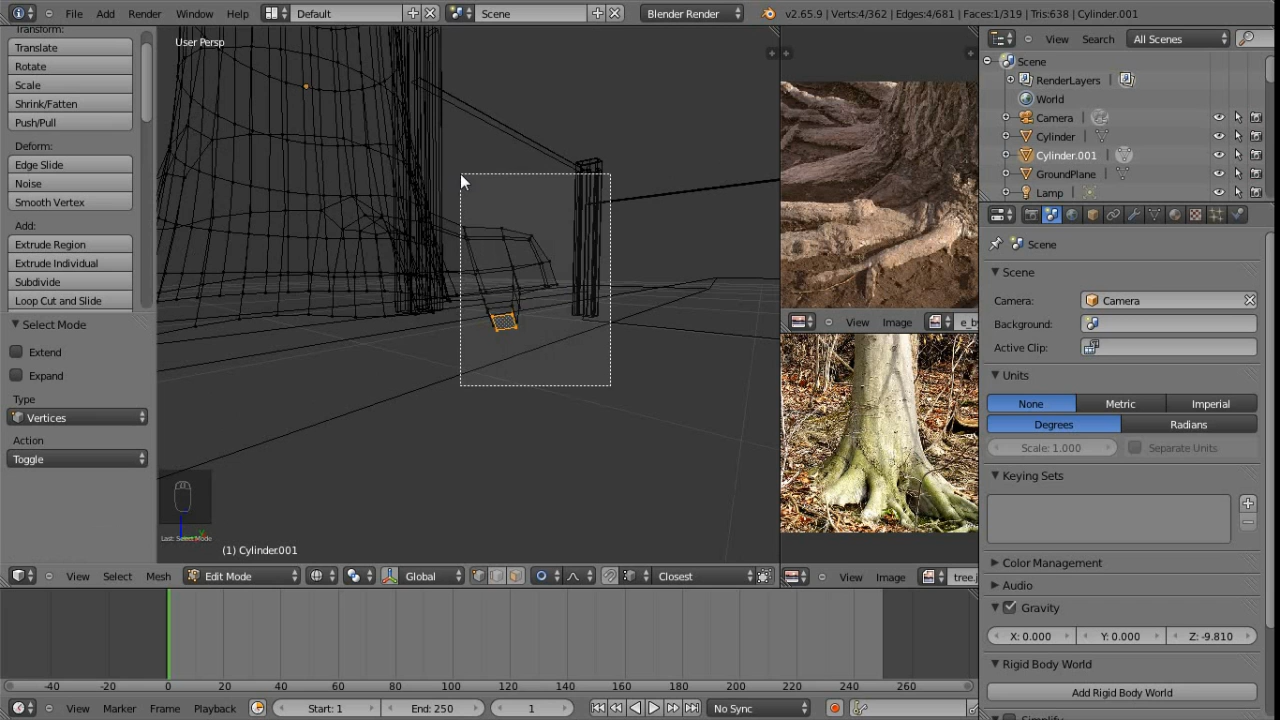 File Add Render Window Help Default Scene Blender Render v2.65.9 | Verts:4/362 | Edges:4/681 | Faces:1/319 | Tris:638 | Cylinder.001
Transform:
Translate
Rotate
Scale
Shrink/Fatten
Push/Pull
Deform:
Edge Slide
Noise
Smooth Vertex
Add:
Extrude Region
Extrude Individual
Subdivide
Loop Cut and Slide
Select Mode
Extend
Expand
Type
Vertices
Action
Toggle
User Persp
Last: Select Mode
(1) Cylinder.001
View Select Mesh Edit Mode Global Closest
View Image
View Image tree.j
View Search All Scenes
Scene
RenderLayers |
World
Camera |
Cylinder |
Cylinder.001 |
GroundPlane |
Lamp |
Scene
Scene
Camera: Camera
Background:
Active Clip:
Units
None Metric Imperial
Degrees Radians
Scale: 1.000 Separate Units
Keying Sets
Color Management
Audio
Gravity
X: 0.000 Y: 0.000 Z: -9.810
Rigid Body World
Add Rigid Body World
-40 -20 0 20 40 60 80 100 120 140 160 180 200 220 240 260
View Marker Frame Playback Start: 1 End: 250 1 No Sync